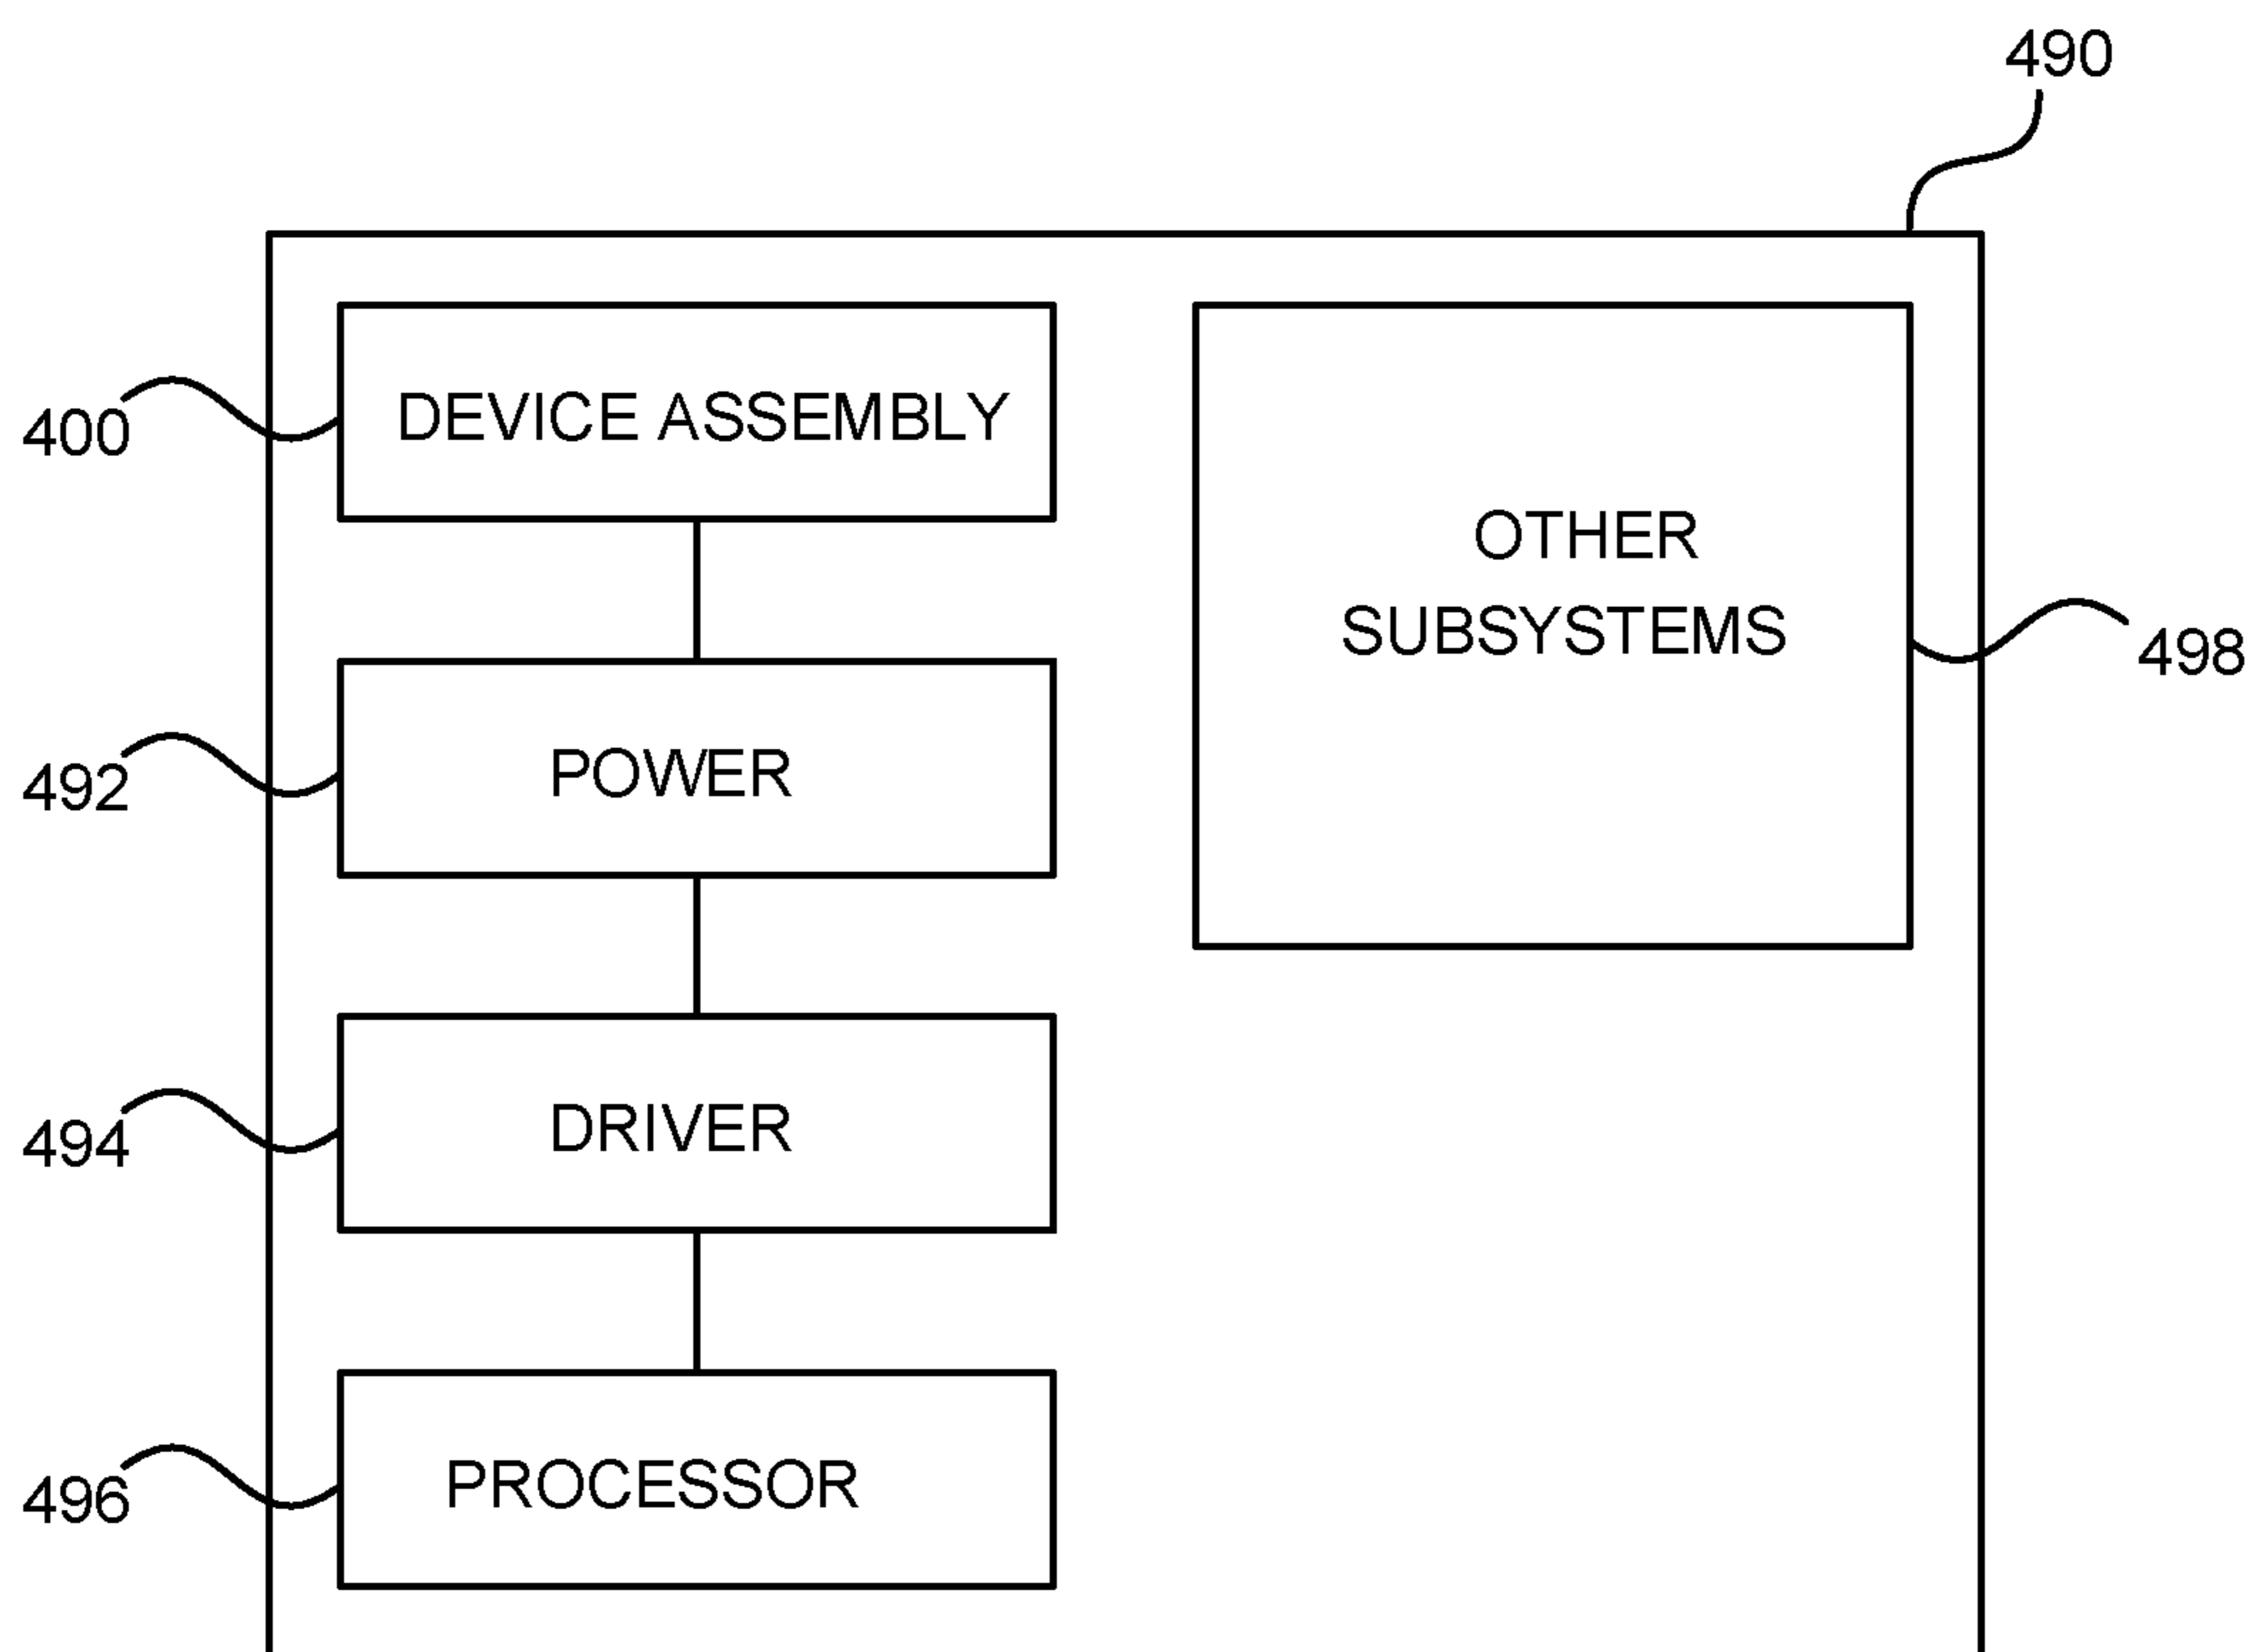 490
400
DEVICE ASSEMBLY
OTHER
SUBSYSTEMS
498
492
POWER
494
DRIVER
496
PROCESSOR